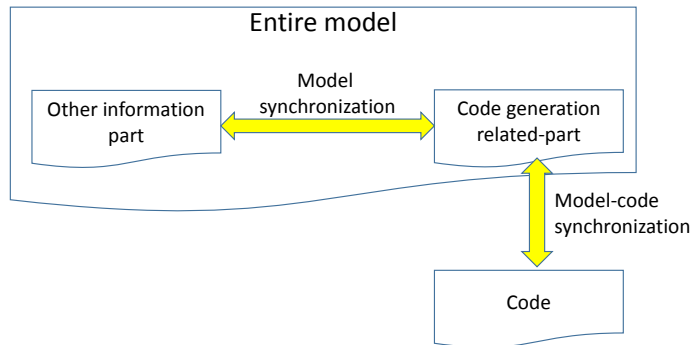 Entire model
Model
synchronization
Other information
part
Code generation
related-part
Model-code
synchronization
Code